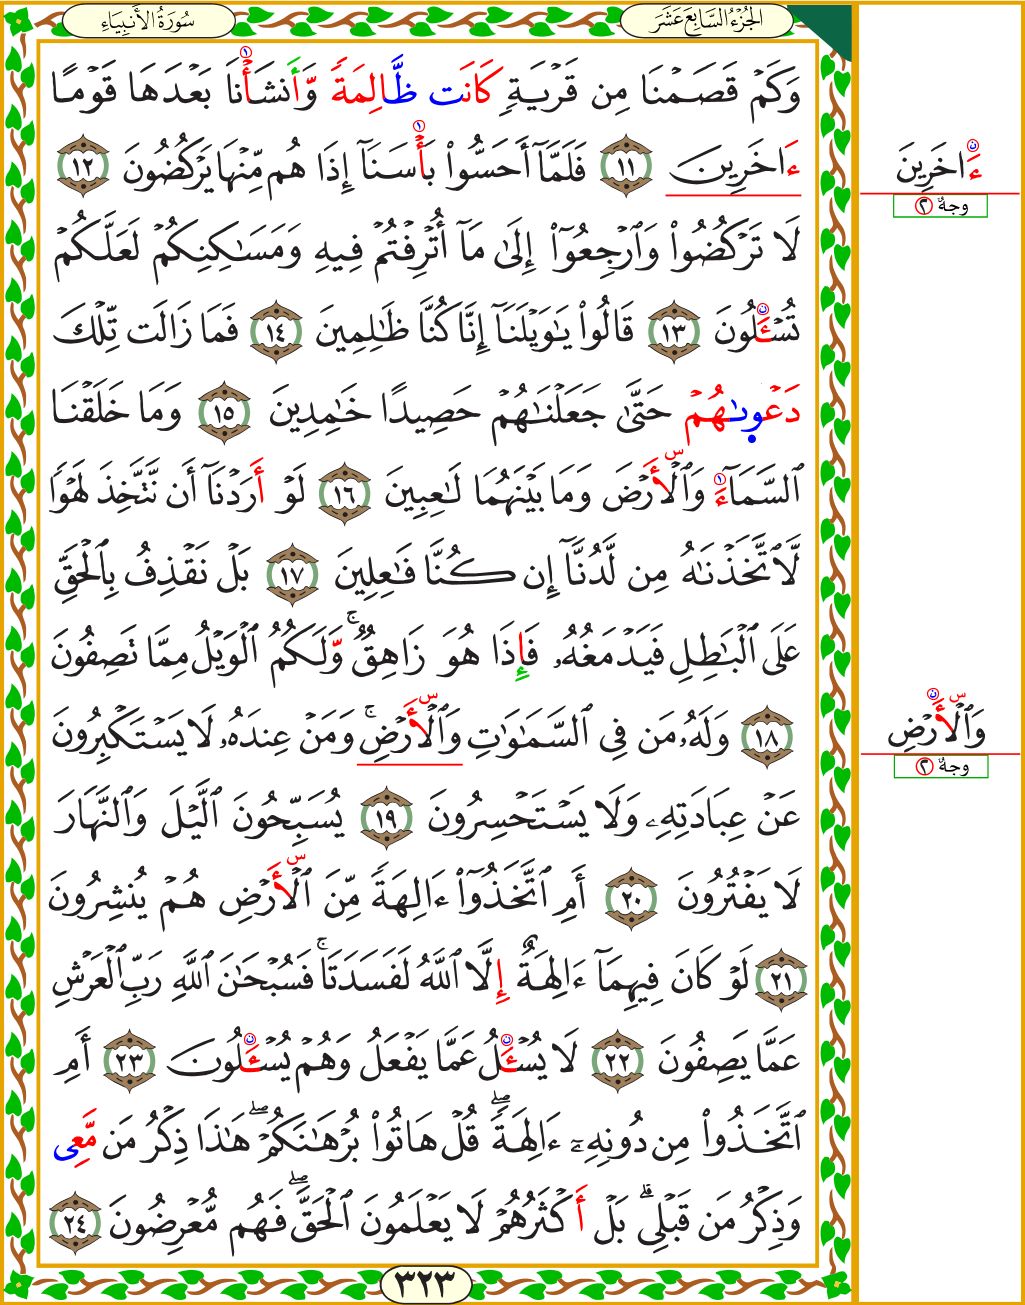 الجُزْءُ السَّابِعَ عَشَرَ
سُورَةُ الأَنبِيَاءِ
وَكَمْ قَصَمْنَا مِن قَرْيَةٍ كَانَت ظَّالِمَةً وَّأَنشَأْنَا بَعْدَهَا قَوْمًا
ءَاخَرِينَ ١١ فَلَمَّآ أَحَسُّواْ بَأْسَنَآ إِذَا هُم مِّنْهَا يَرْكُضُونَ ١٢
لَا تَرْكُضُواْ وَٱرْجِعُوٓاْ إِلَىٰ مَآ أُتْرِفْتُمْ فِيهِ وَمَسَٰكِنِكُمْ لَعَلَّكُمْ
تُسْـَٔلُونَ ١٣ قَالُواْ يَٰوَيْلَنَآ إِنَّا كُنَّا ظَٰلِمِينَ ١٤ فَمَا زَالَت تِّلْكَ
دَعْوىٰهُمْ حَتَّىٰ جَعَلْنَٰهُمْ حَصِيدًا خَٰمِدِينَ ١٥ وَمَا خَلَقْنَا
ٱلسَّمَآءَ وَٱلْأَرْضَ وَمَا بَيْنَهُمَا لَٰعِبِينَ ١٦ لَوْ أَرَدْنَآ أَن نَّتَّخِذَ لَهْوًا
لَّٱتَّخَذْنَٰهُ مِن لَّدُنَّآ إِن كُنَّا فَٰعِلِينَ ١٧ بَلْ نَقْذِفُ بِٱلْحَقِّ
عَلَى ٱلْبَٰطِلِ فَيَدْمَغُهُۥ فَإِذَا هُوَ زَاهِقٌۚ وَّلَكُمُ ٱلْوَيْلُ مِمَّا تَصِفُونَ
١٨ وَلَهُۥ مَن فِي ٱلسَّمَٰوَٰتِ وَٱلْأَرْضِۚ وَمَنْ عِندَهُۥ لَا يَسْتَكْبِرُونَ
عَنْ عِبَادَتِهِۦ وَلَا يَسْتَحْسِرُونَ ١٩ يُسَبِّحُونَ ٱلَّيْلَ وَٱلنَّهَارَ
لَا يَفْتُرُونَ ٢٠ أَمِ ٱتَّخَذُوٓاْ ءَالِهَةً مِّنَ ٱلْأَرْضِ هُمْ يُنشِرُونَ
٢١ لَوْ كَانَ فِيهِمَآ ءَالِهَةٌ إِلَّا ٱللَّهُ لَفَسَدَتَاۚ فَسُبْحَٰنَ ٱللَّهِ رَبِّ ٱلْعَرْشِ
عَمَّا يَصِفُونَ ٢٢ لَا يُسْـَٔلُ عَمَّا يَفْعَلُ وَهُمْ يُسْـَٔلُونَ ٢٣ أَمِ
ٱتَّخَذُواْ مِن دُونِهِۦٓ ءَالِهَةًۖ قُلْ هَاتُواْ بُرْهَٰنَكُمْۖ هَٰذَا ذِكْرُ مَن مَّعِى
وَذِكْرُ مَن قَبْلِىۗ بَلْ أَكْثَرُهُمْ لَا يَعْلَمُونَ ٱلْحَقَّۖ فَهُم مُّعْرِضُونَ ٢٤
٣٢٣
ءَاخَرِينَ
وجهٌ ٢
وَٱلْأَرْضِ
وجهٌ ٢